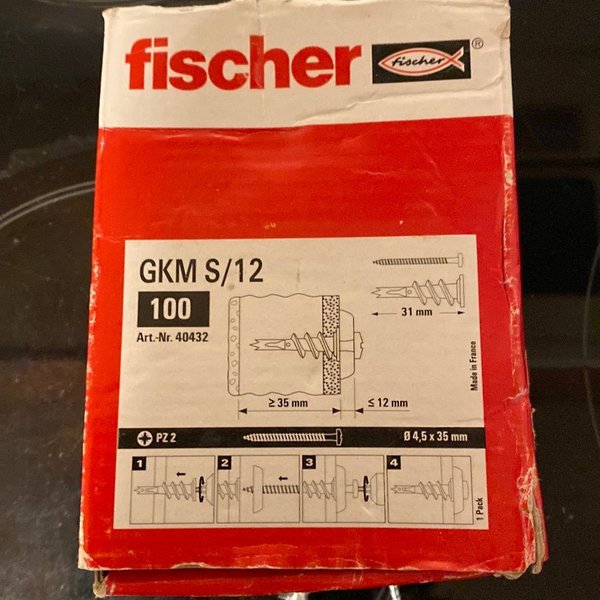 fischer
fischer ®
GKM S/12
100
Art.-Nr. 40432
31 mm
Made in France
≥ 35 mm
≤ 12 mm
PZ 2
Ø 4,5 x 35 mm
1
2
3
4
1 Pack